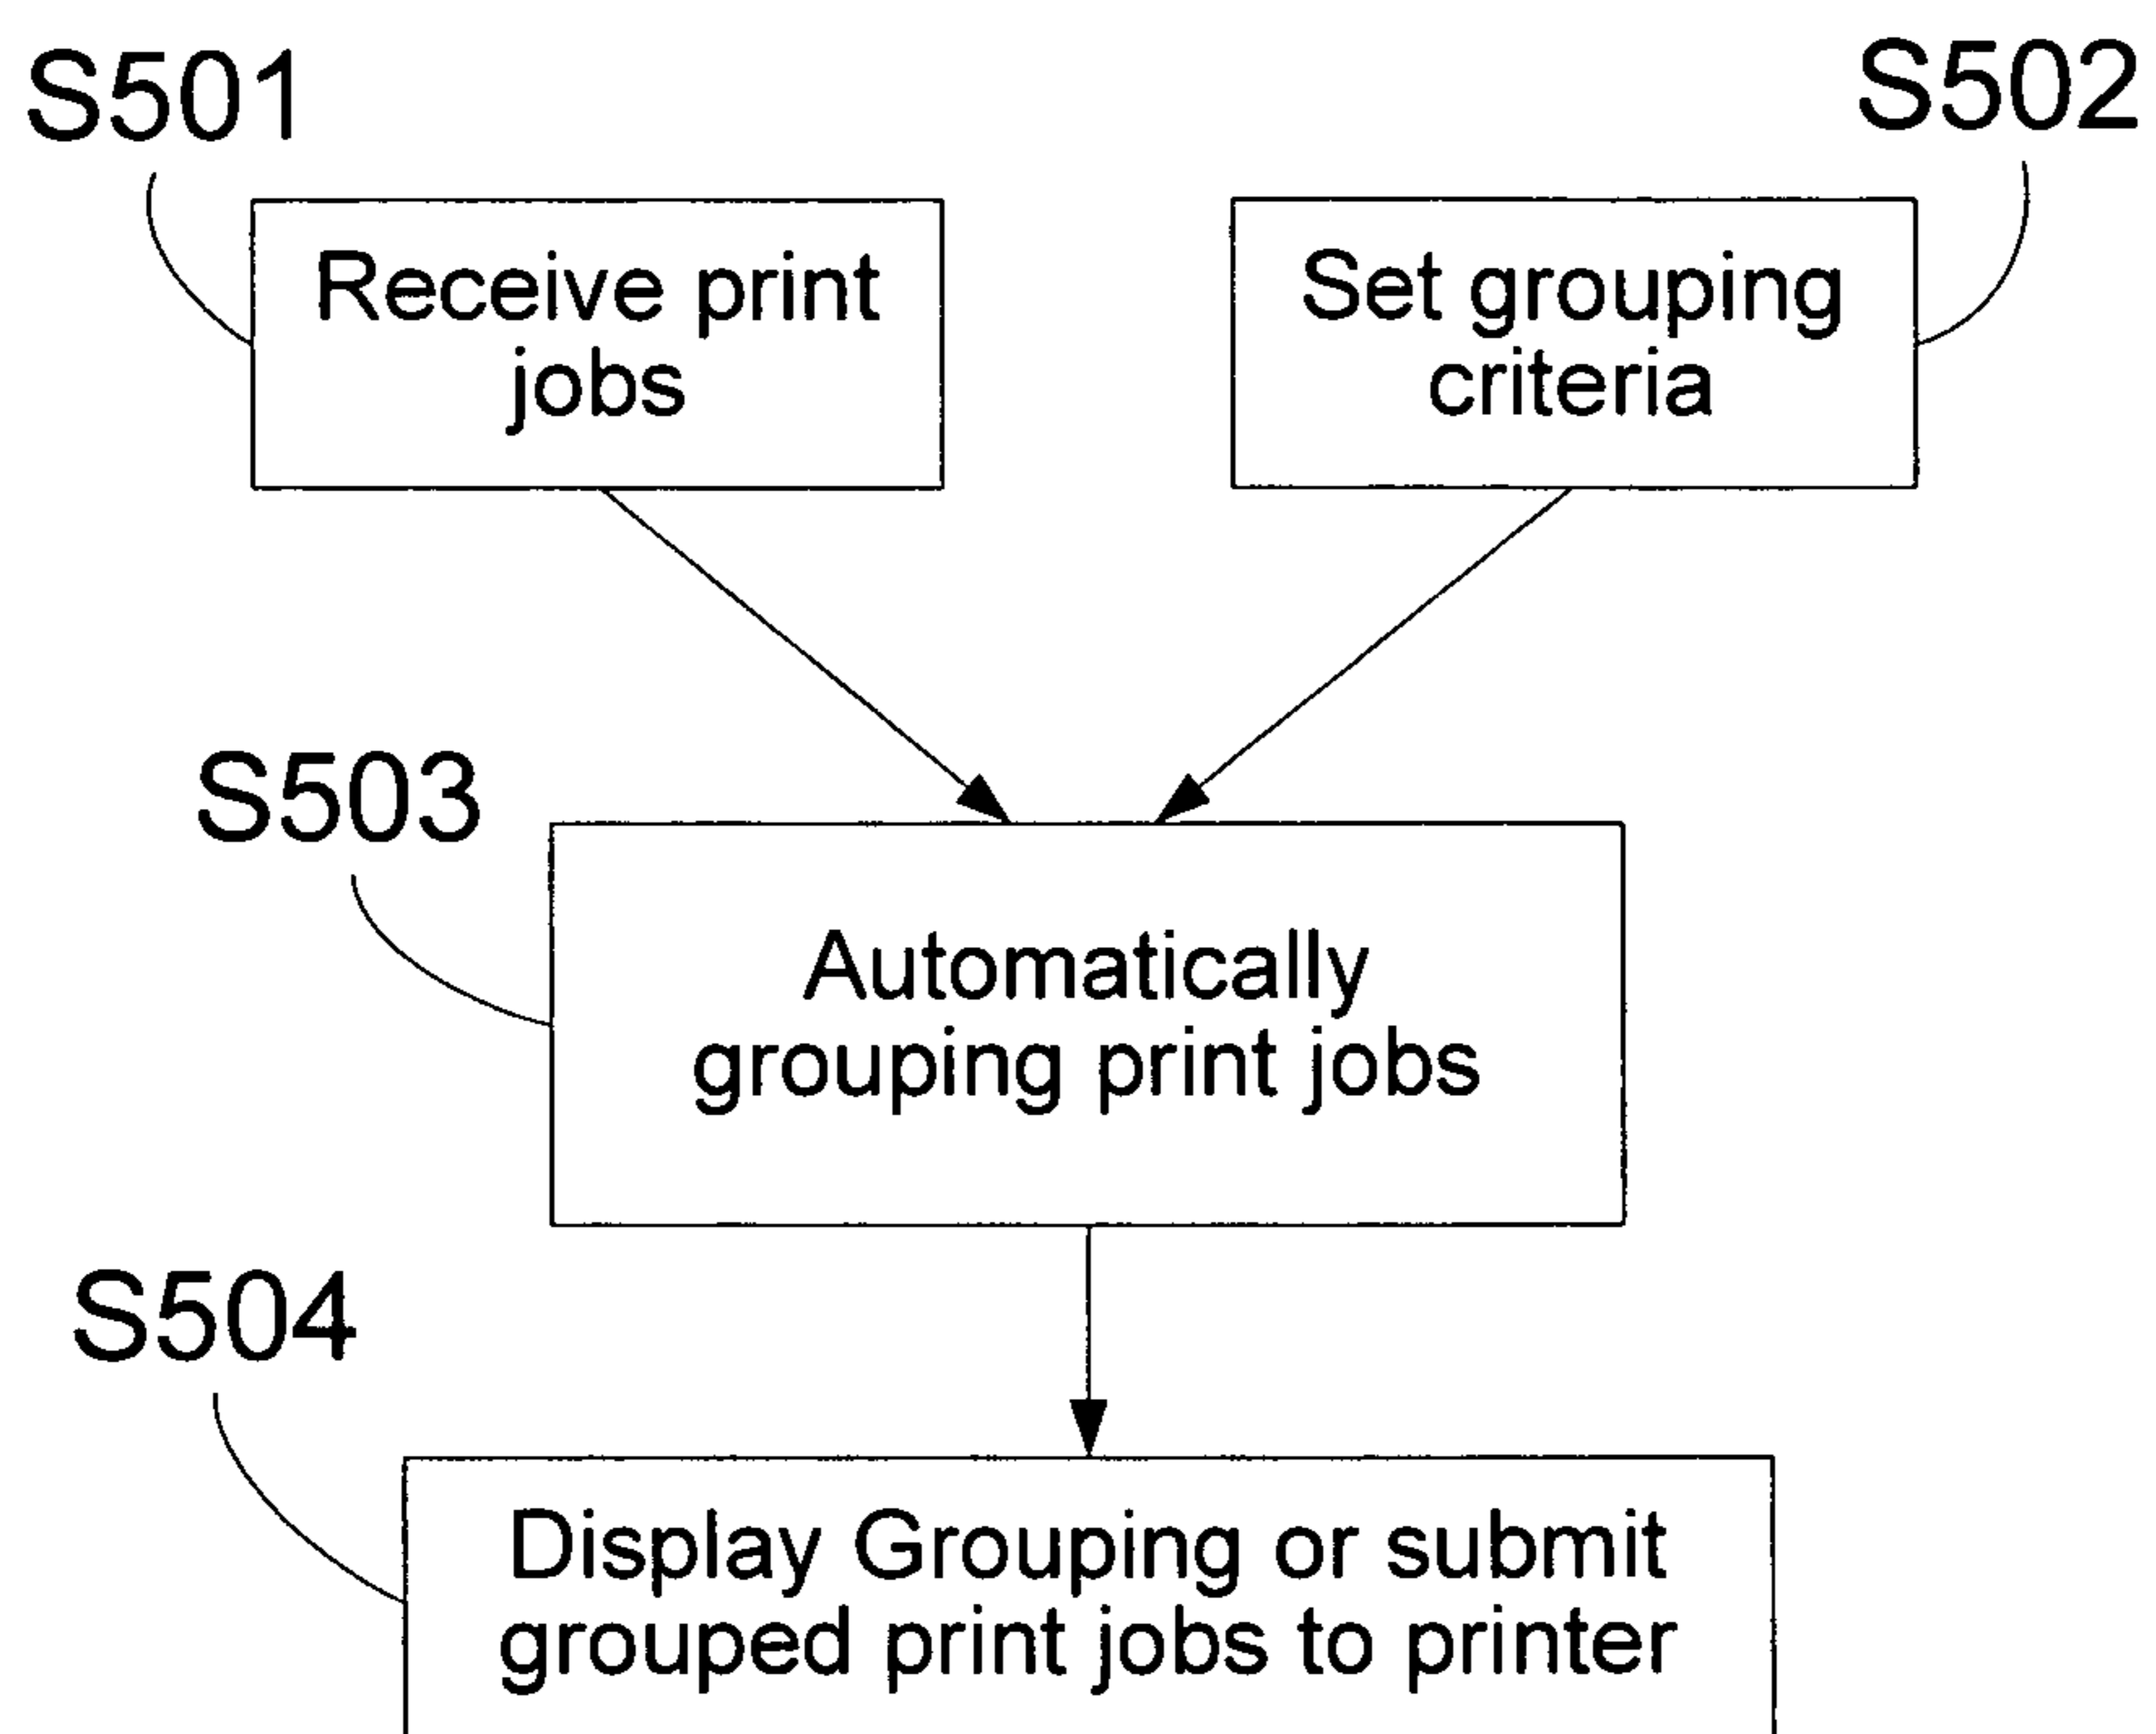 S501
S502
Receive print
jobs
Set grouping
criteria
S503
Automatically
grouping print jobs
S504
Display Grouping or submit
grouped print jobs to printer